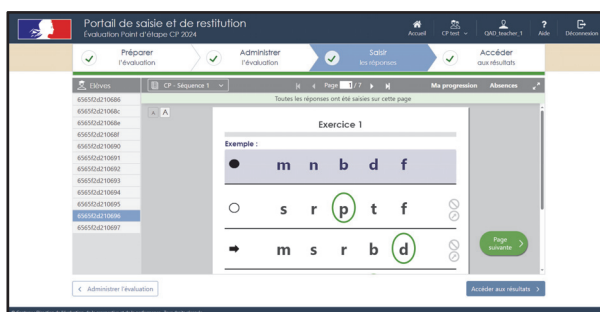 Portail de saisie et de restitution
Évaluation Point d'étape CP 2024
Accueil
CP test
QAD_teacher_1
Aide
Déconnexion
Préparer
l'évaluation
Administrer
l'évaluation
Saisir
les réponses
Accéder
aux résultats
Elèves
CP - Séquence 1
Page 1 / 7
Ma progression
Absences
Toutes les réponses ont été saisies sur cette page
6565f2d210686
6565f2d21068c
6565f2d21068e
6565f2d21068f
6565f2d210690
6565f2d210691
6565f2d210692
6565f2d210693
6565f2d210694
6565f2d210695
6565f2d210696
6565f2d210697
A A
Exercice 1
Exemple :
m n b d f
s r p t f
m s r b d
Page
suivante
Administrer l'évaluation
Accéder aux résultats